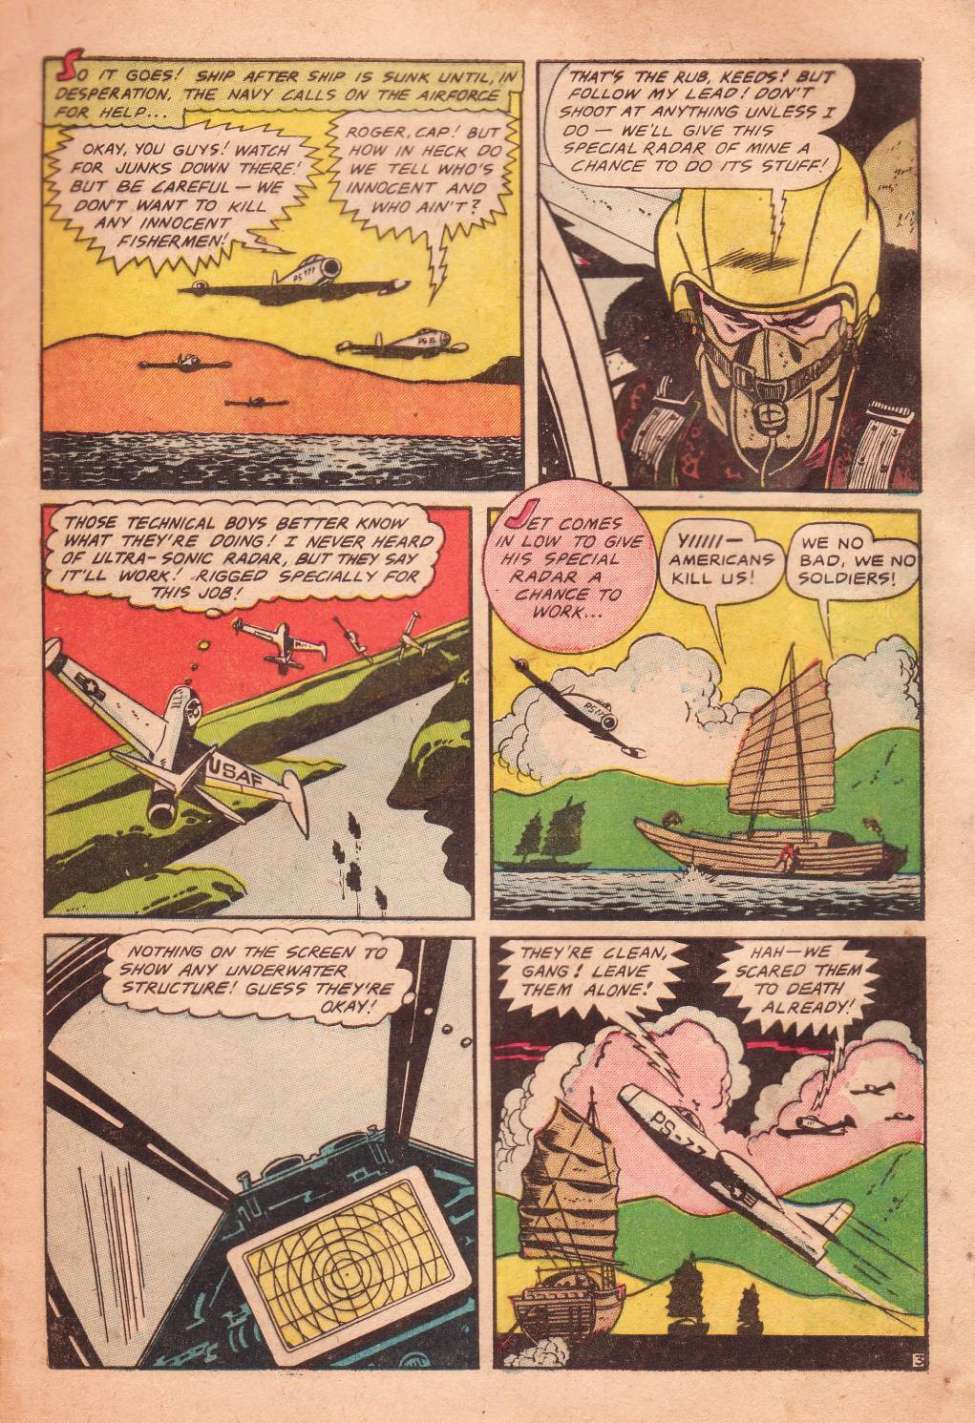 SO IT GOES! SHIP AFTER SHIP IS SUNK UNTIL, IN
DESPERATION, THE NAVY CALLS ON THE AIRFORCE
FOR HELP...
OKAY, YOU GUYS! WATCH
FOR JUNKS DOWN THERE!
BUT BE CAREFUL — WE
DON'T WANT TO KILL
ANY INNOCENT
FISHERMEN!
ROGER, CAP! BUT
HOW IN HECK DO
WE TELL WHO'S
INNOCENT AND
WHO AIN'T?
THAT'S THE RUB, KEEDS! BUT
FOLLOW MY LEAD! DON'T
SHOOT AT ANYTHING UNLESS I
DO — WE'LL GIVE THIS
SPECIAL RADAR OF MINE A
CHANCE TO DO ITS STUFF!
THOSE TECHNICAL BOYS BETTER KNOW
WHAT THEY'RE DOING! I NEVER HEARD
OF ULTRA-SONIC RADAR, BUT THEY SAY
IT'LL WORK! RIGGED SPECIALLY FOR
THIS JOB!
USAF
JET COMES
IN LOW TO GIVE
HIS SPECIAL
RADAR A
CHANCE TO
WORK...
YIIIII—
AMERICANS
KILL US!
WE NO
BAD, WE NO
SOLDIERS!
NOTHING ON THE SCREEN TO
SHOW ANY UNDERWATER
STRUCTURE! GUESS THEY'RE
OKAY!
THEY'RE CLEAN,
GANG! LEAVE
THEM ALONE!
HAH—WE
SCARED THEM
TO DEATH
ALREADY!
PS-77
3